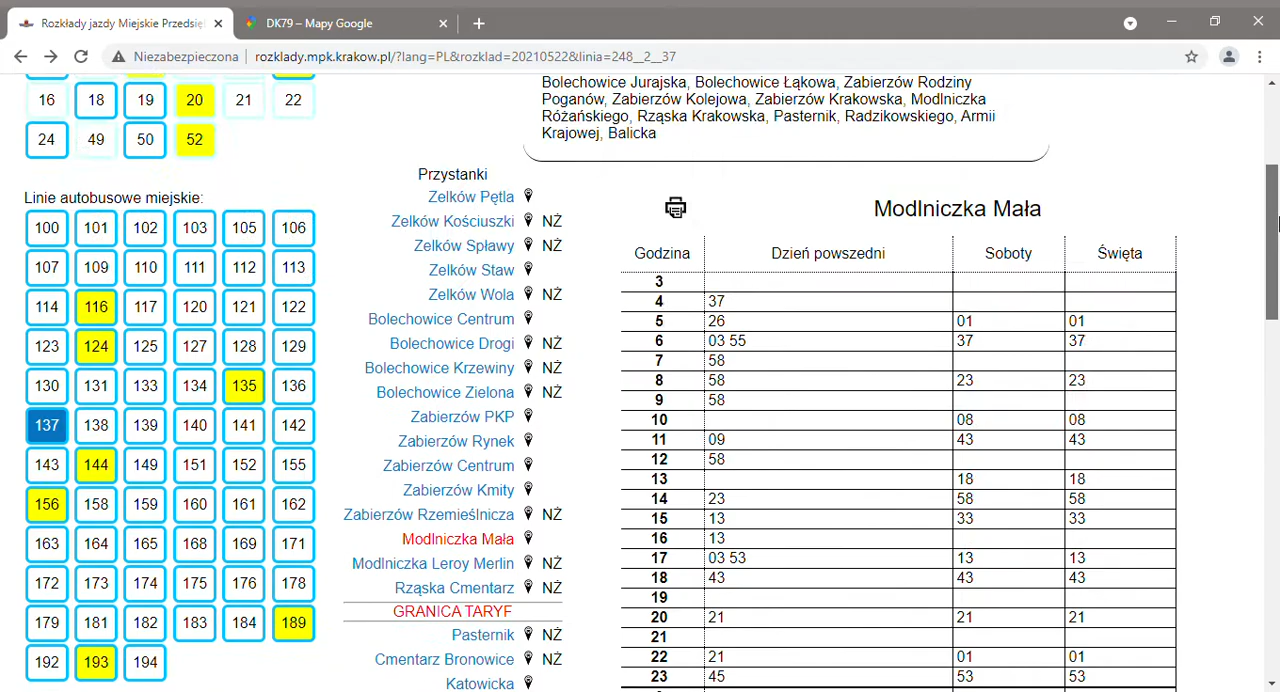 Rozkłady jazdy Miejskie Przedsię
DK79 – Mapy Google
Niezabezpieczona
rozklady.mpk.krakow.pl/?lang=PL&rozklad=20210522&linia=248__2__37
16 18 19 20 21 22
24 49 50 52
Linie autobusowe miejskie:
100 101 102 103 105 106
107 109 110 111 112 113
114 116 117 120 121 122
123 124 125 127 128 129
130 131 133 134 135 136
137 138 139 140 141 142
143 144 149 151 152 155
156 158 159 160 161 162
163 164 165 168 169 171
172 173 174 175 176 178
179 181 182 183 184 189
192 193 194
Bolechowice Jurajska, Bolechowice Łąkowa, Zabierzów Rodziny
Poganów, Zabierzów Kolejowa, Zabierzów Krakowska, Modlniczka
Różańskiego, Rząska Krakowska, Pasternik, Radzikowskiego, Armii
Krajowej, Balicka
Przystanki
Zelków Pętla
Zelków Kościuszki NŻ
Zelków Spławy NŻ
Zelków Staw
Zelków Wola NŻ
Bolechowice Centrum
Bolechowice Drogi NŻ
Bolechowice Krzewiny NŻ
Bolechowice Zielona NŻ
Zabierzów PKP
Zabierzów Rynek
Zabierzów Centrum
Zabierzów Kmity
Zabierzów Rzemieślnicza NŻ
Modlniczka Mała
Modlniczka Leroy Merlin NŻ
Rząska Cmentarz NŻ
GRANICA TARYF
Pasternik NŻ
Cmentarz Bronowice NŻ
Katowicka
Modlniczka Mała
Godzina Dzień powszedni Soboty Święta
3
4 37
5 26 01 01
6 03 55 37 37
7 58
8 58 23 23
9 58
10 08 08
11 09 43 43
12 58
13 18 18
14 23 58 58
15 13 33 33
16 13
17 03 53 13 13
18 43 43 43
19
20 21 21 21
21
22 21 01 01
23 45 53 53